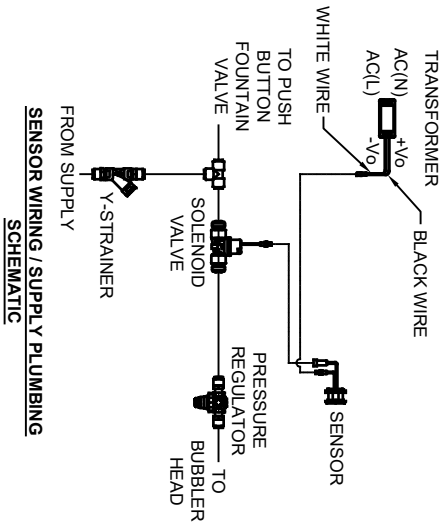 TRANSFORMER
AC(N)
AC(L)
+Vo
-Vo
BLACK WIRE
WHITE WIRE
SENSOR
TO PUSH
BUTTON
FOUNTAIN
VALVE
SOLENOID
VALVE
PRESSURE
REGULATOR
TO
BUBBLER
HEAD
Y-STRAINER
FROM SUPPLY
SENSOR WIRING / SUPPLY PLUMBING
SCHEMATIC